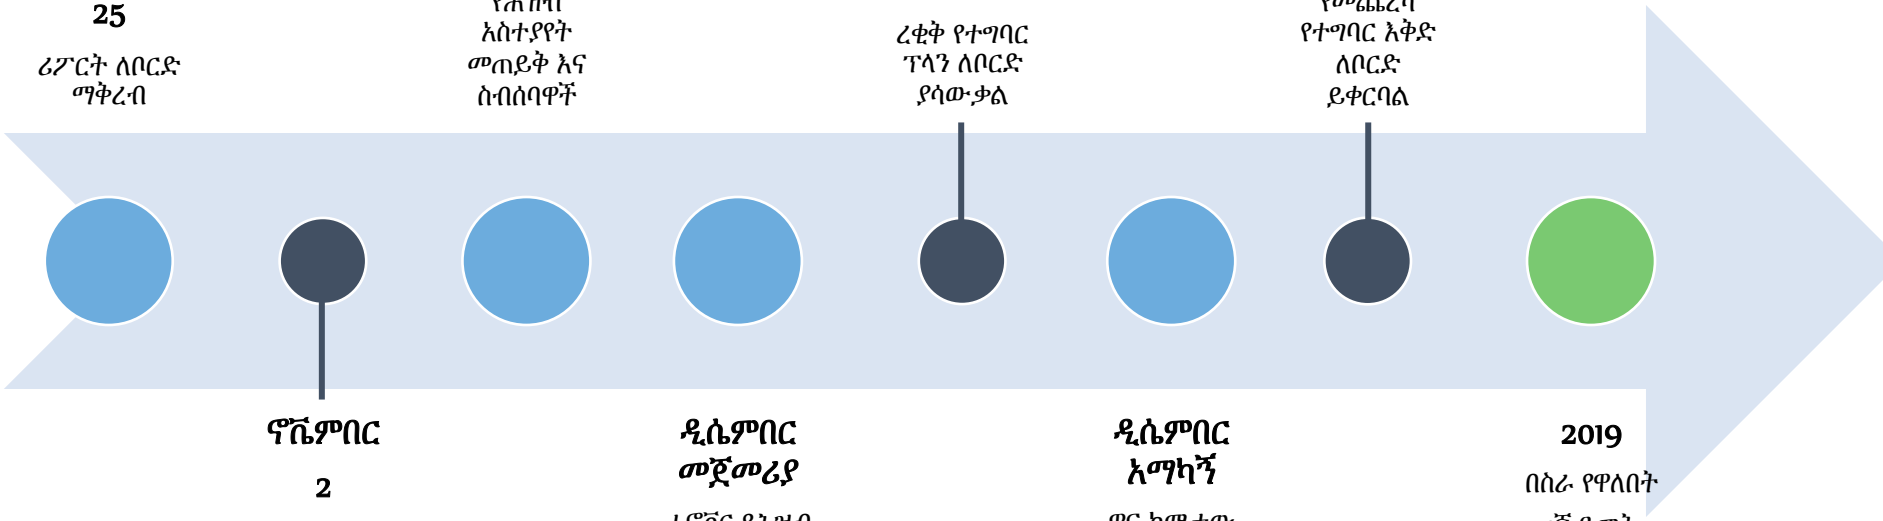 25
ሪፖርት ለቦርድ
ማቅረብ
ኖቬምበር
2
አስተያየት
መጠይቅ እና
ስብሰባዎች
ዲሴምበር
መጀመሪያ
ረቂቅ የተግባር
ፕላን ለቦርድ
ያሳውቃል
ዲሴምበር
አማካኝ
የተግባር እቅድ
ለቦርድ
ይቀርባል
2019
በስራ የዋለበት